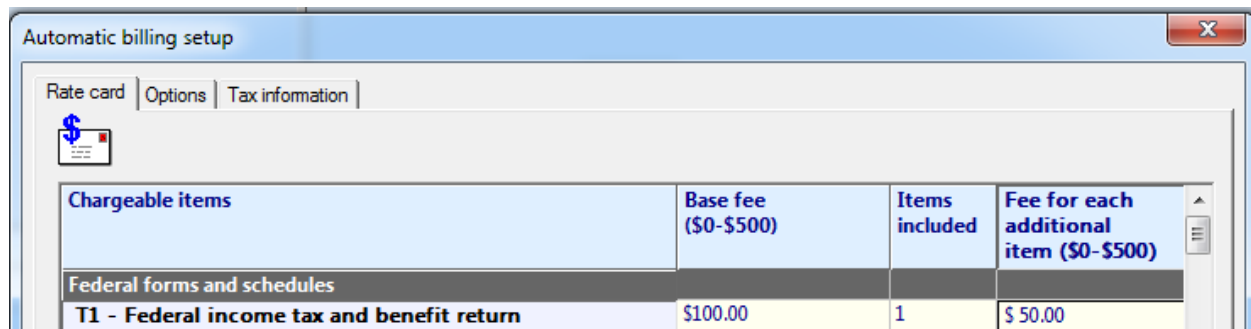 Automatic billing setup
Rate card Options Tax information
Chargeable items Base fee Items Fee for each
($0-$500) included additional
item ($0-$500)
Federal forms and schedules
T1 - Federal income tax and benefit return $100.00 1 $ 50.00